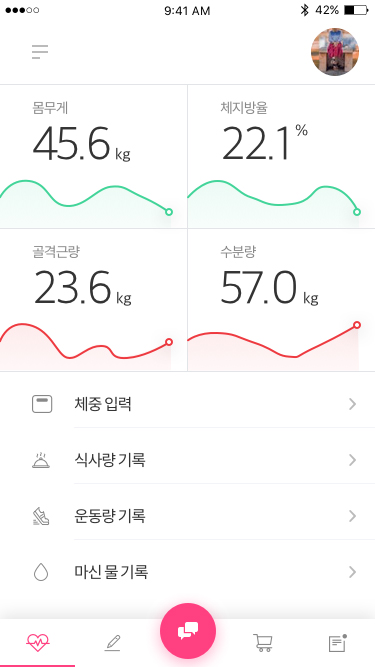 9:41 AM 42%
몸무게 체지방율
45.6 kg 22.1%
골격근량 수분량
23.6 kg 57.0 kg
체중 입력
식사량 기록
운동량 기록
마신 물 기록